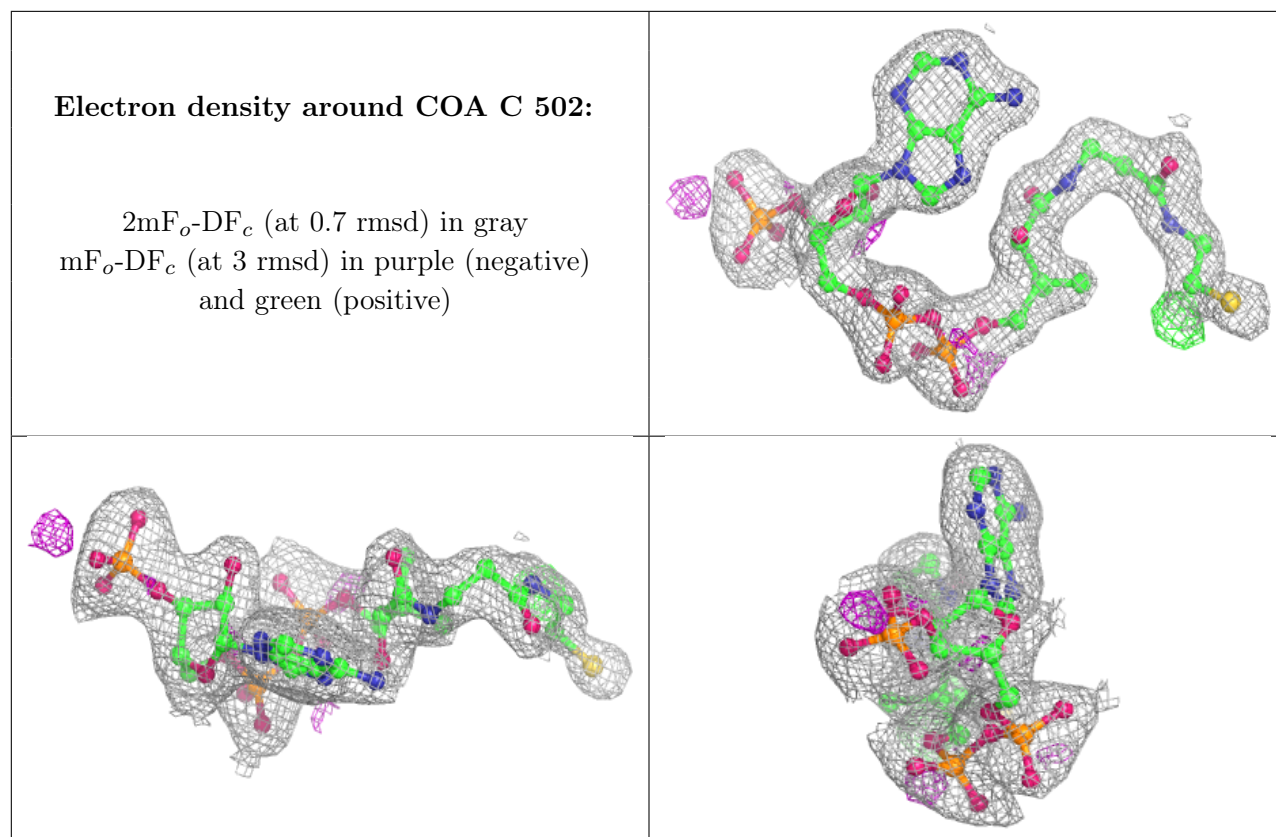 Electron density around COA C 502:
2mFo-DFc (at 0.7 rmsd) in gray
mFo-DFc (at 3 rmsd) in purple (negative)
and green (positive)